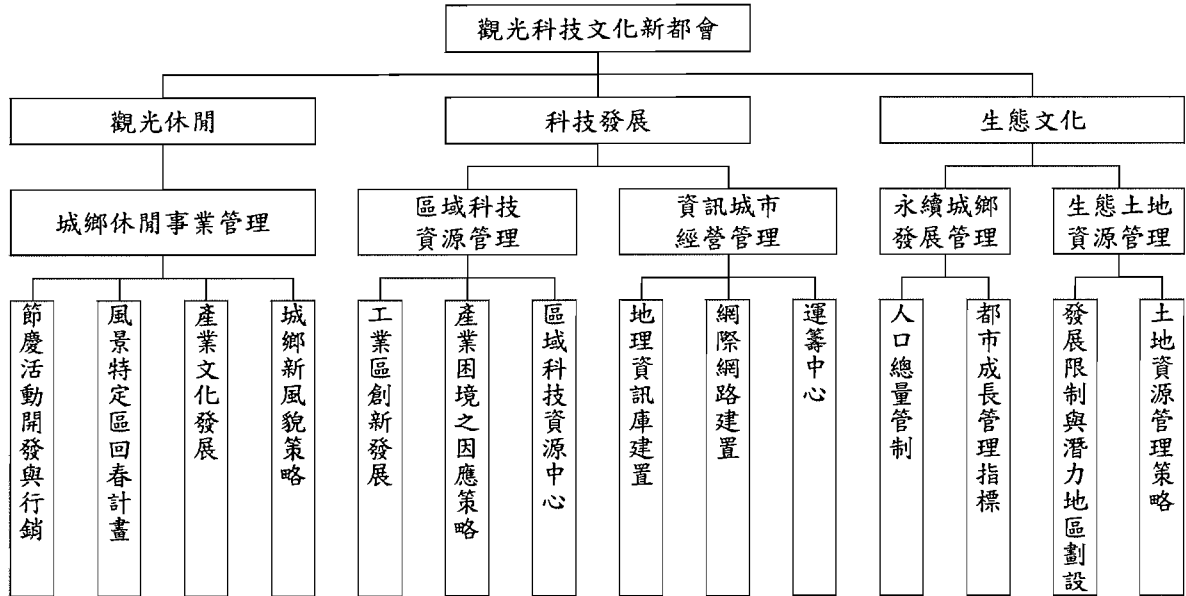 觀光科技文化新都會
觀光休閒
科技發展
生態文化
城鄉休閒事業管理
區域科技
資源管理
資訊城市
經營管理
永續城鄉
發展管理
生態土地
資源管理
節慶活動開發與行銷
風景特定區回春計畫
產業文化發展
城鄉新風貌策略
工業區創新發展
產業困境之因應策略
區域科技資源中心
地理資訊庫建置
網際網路建置
運籌中心
人口總量管制
都市成長管理指標
發展限制與潛力地區劃設
土地資源管理策略